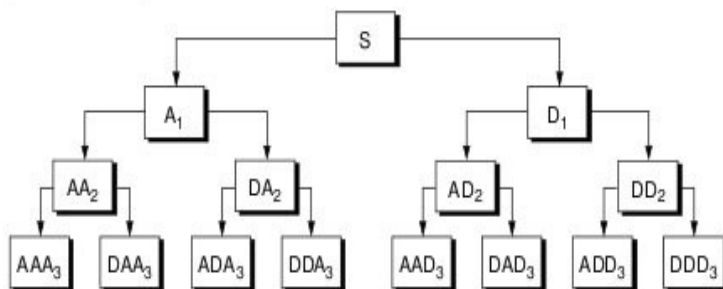 S
A₁ D₁
AA₂ DA₂ AD₂ DD₂
AAA₃ DAA₃ ADA₃ DDA₃ AAD₃ DAD₃ ADD₃ DDD₃